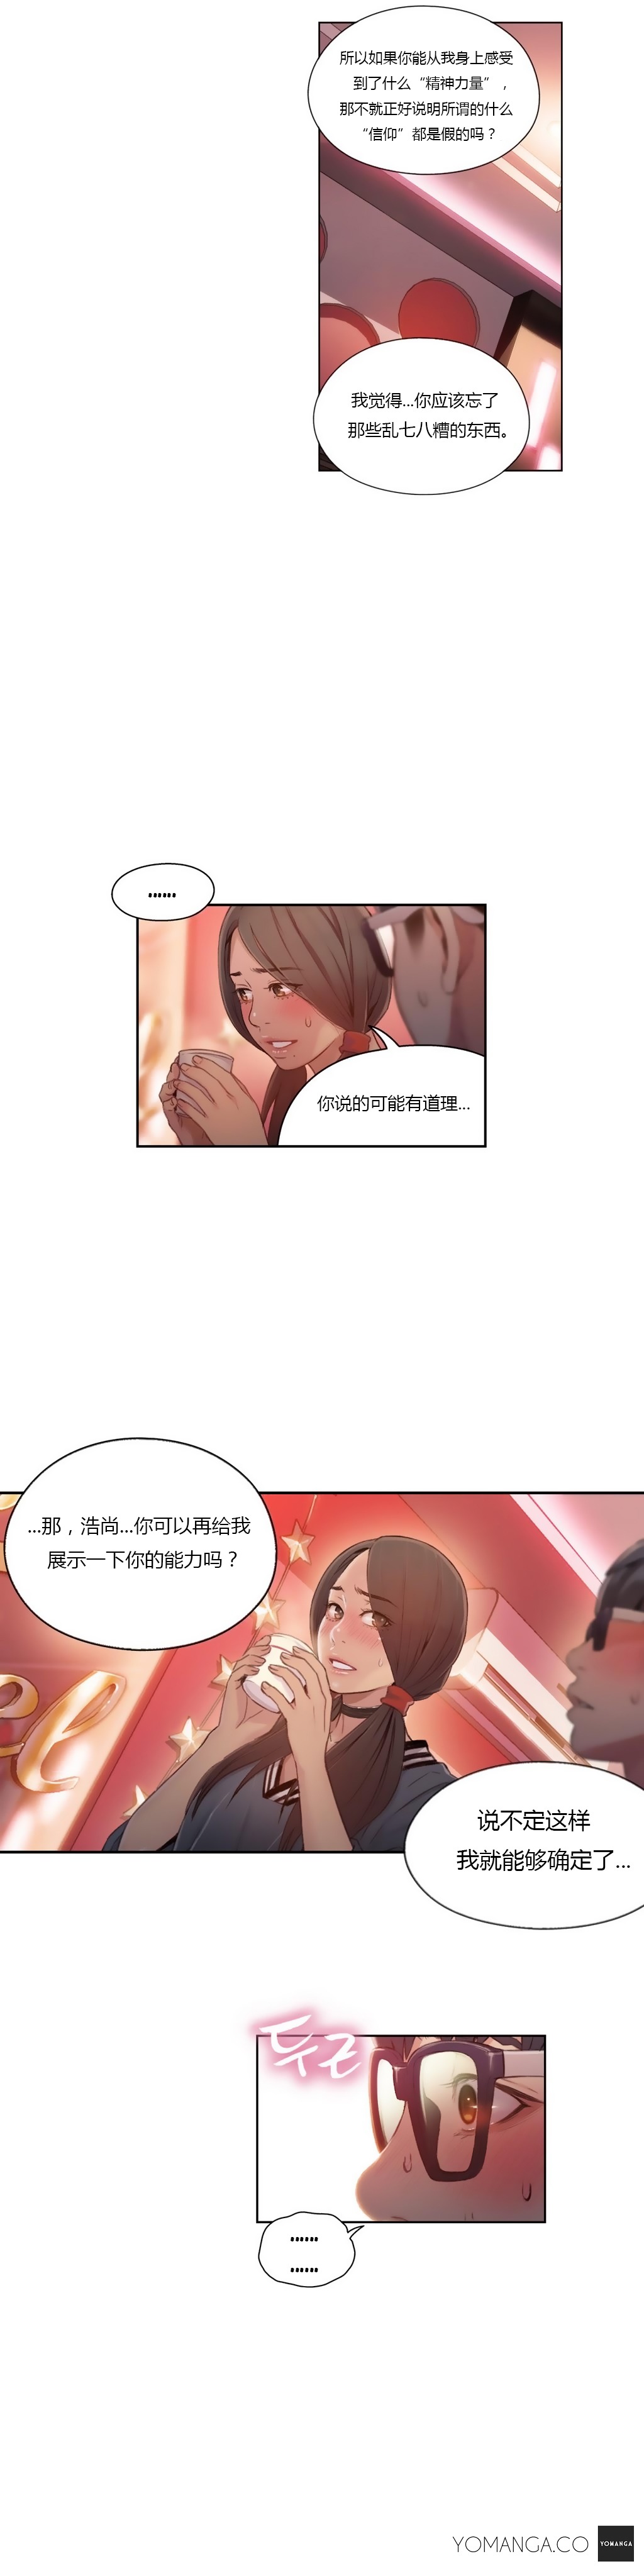 所以如果你能从我身上感受
到了什么“精神力量”，
那不就正好说明所谓的什么
“信仰”都是假的吗？
我觉得...你应该忘了
那些乱七八糟的东西。
......
你说的可能有道理...
...那，浩尚...你可以再给我
展示一下你的能力吗？
说不定这样
我就能够确定了...
두근
......
......
YOMANGA.CO
YOMANGA